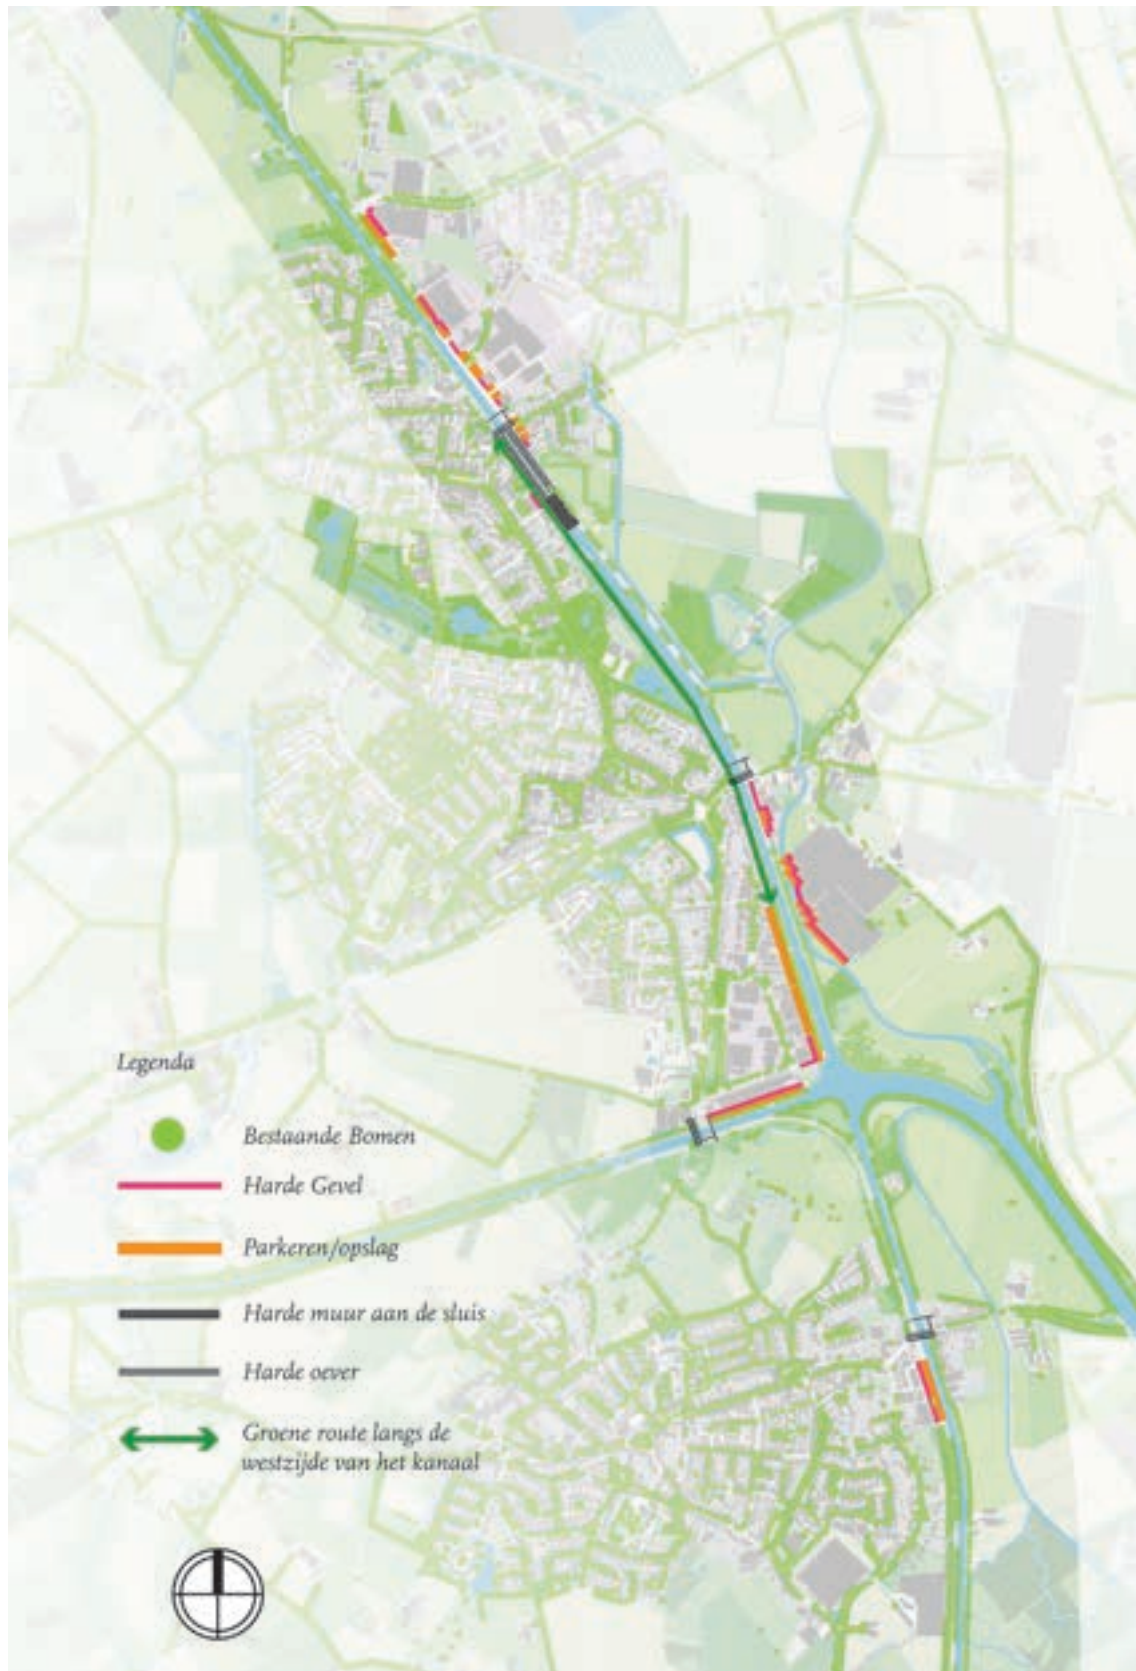 Legenda
Bestaande Bomen
Harde Gevel
Parkeren/opslag
Harde muur aan de sluis
Harde oever
Groene route langs de
westzijde van het kanaal